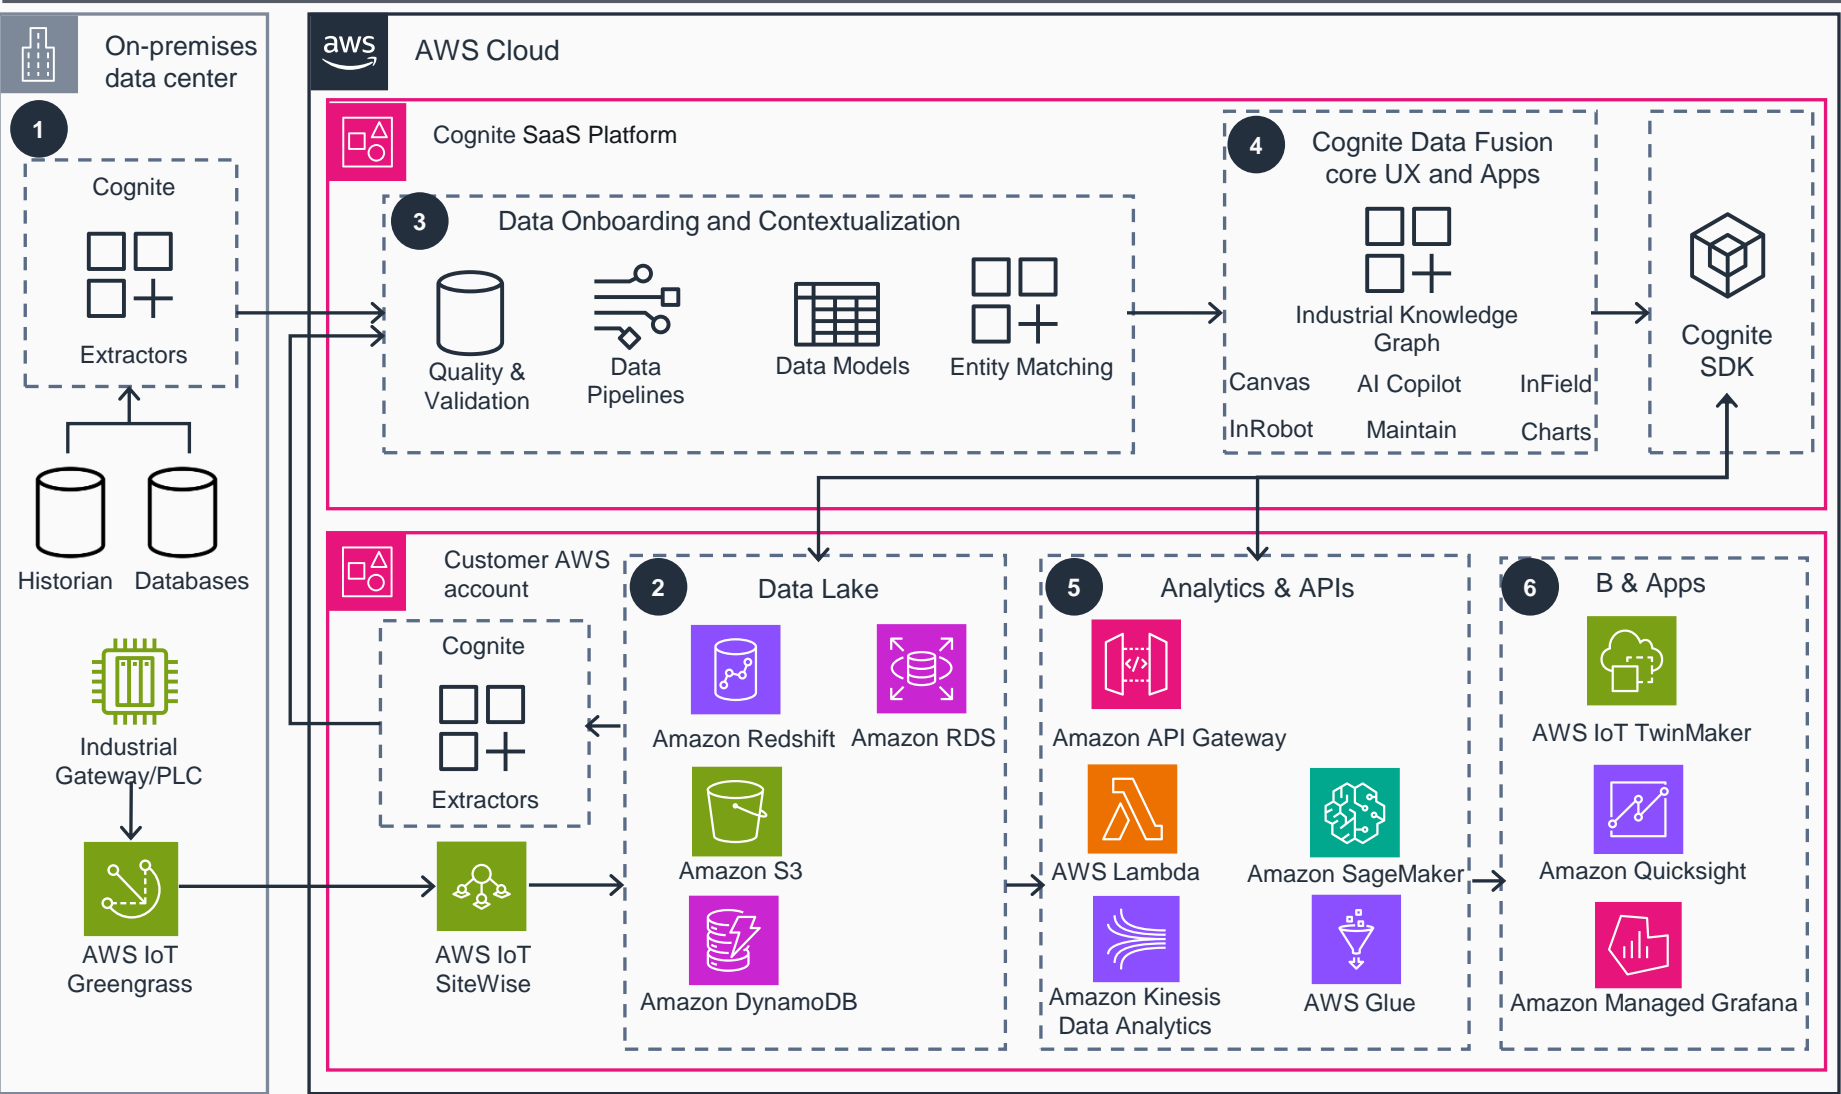 On-premises
data center
1
Cognite
Extractors
Historian
Databases
Industrial
Gateway/PLC
AWS IoT
Greengrass
aws
AWS Cloud
Cognite SaaS Platform
3
Data Onboarding and Contextualization
Quality &
Validation
Data
Pipelines
Data Models
Entity Matching
4
Cognite Data Fusion
core UX and Apps
Industrial Knowledge
Graph
Canvas
AI Copilot
InField
InRobot
Maintain
Charts
Cognite
SDK
Customer AWS
account
Cognite
Extractors
AWS IoT
SiteWise
2
Data Lake
Amazon Redshift
Amazon RDS
Amazon S3
Amazon DynamoDB
5
Analytics & APIs
</>
Amazon API Gateway
AWS Lambda
Amazon SageMaker
Amazon Kinesis
Data Analytics
AWS Glue
6
B & Apps
AWS IoT TwinMaker
Amazon Quicksight
Amazon Managed Grafana